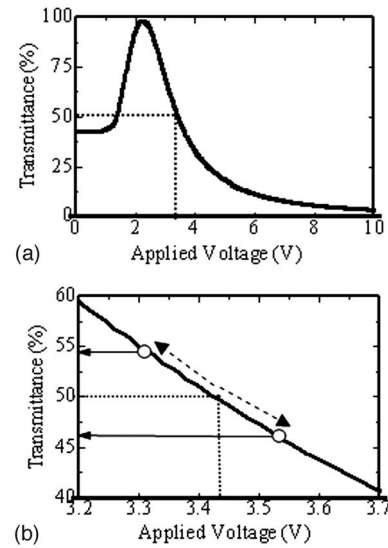 100
75
50
25
0
Transmittance (%)
0 2 4 6 8 10
(a) Applied Voltage (V)
60
55
50
45
40
Transmittance (%)
3.2 3.3 3.4 3.5 3.6 3.7
(b) Applied Voltage (V)